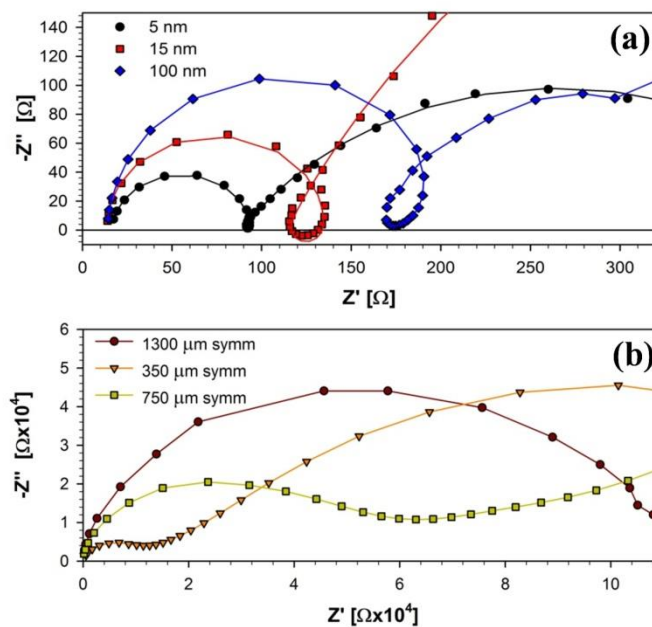 140
120
100
80
60
40
20
0
-Z'' [Ω]
5 nm
15 nm
100 nm
(a)
0 50 100 150 200 250 300
Z' [Ω]
6
5
4
3
2
1
0
-Z'' [Ωx10⁴]
1300 μm symm
350 μm symm
750 μm symm
(b)
0 2 4 6 8 10
Z' [Ωx10⁴]